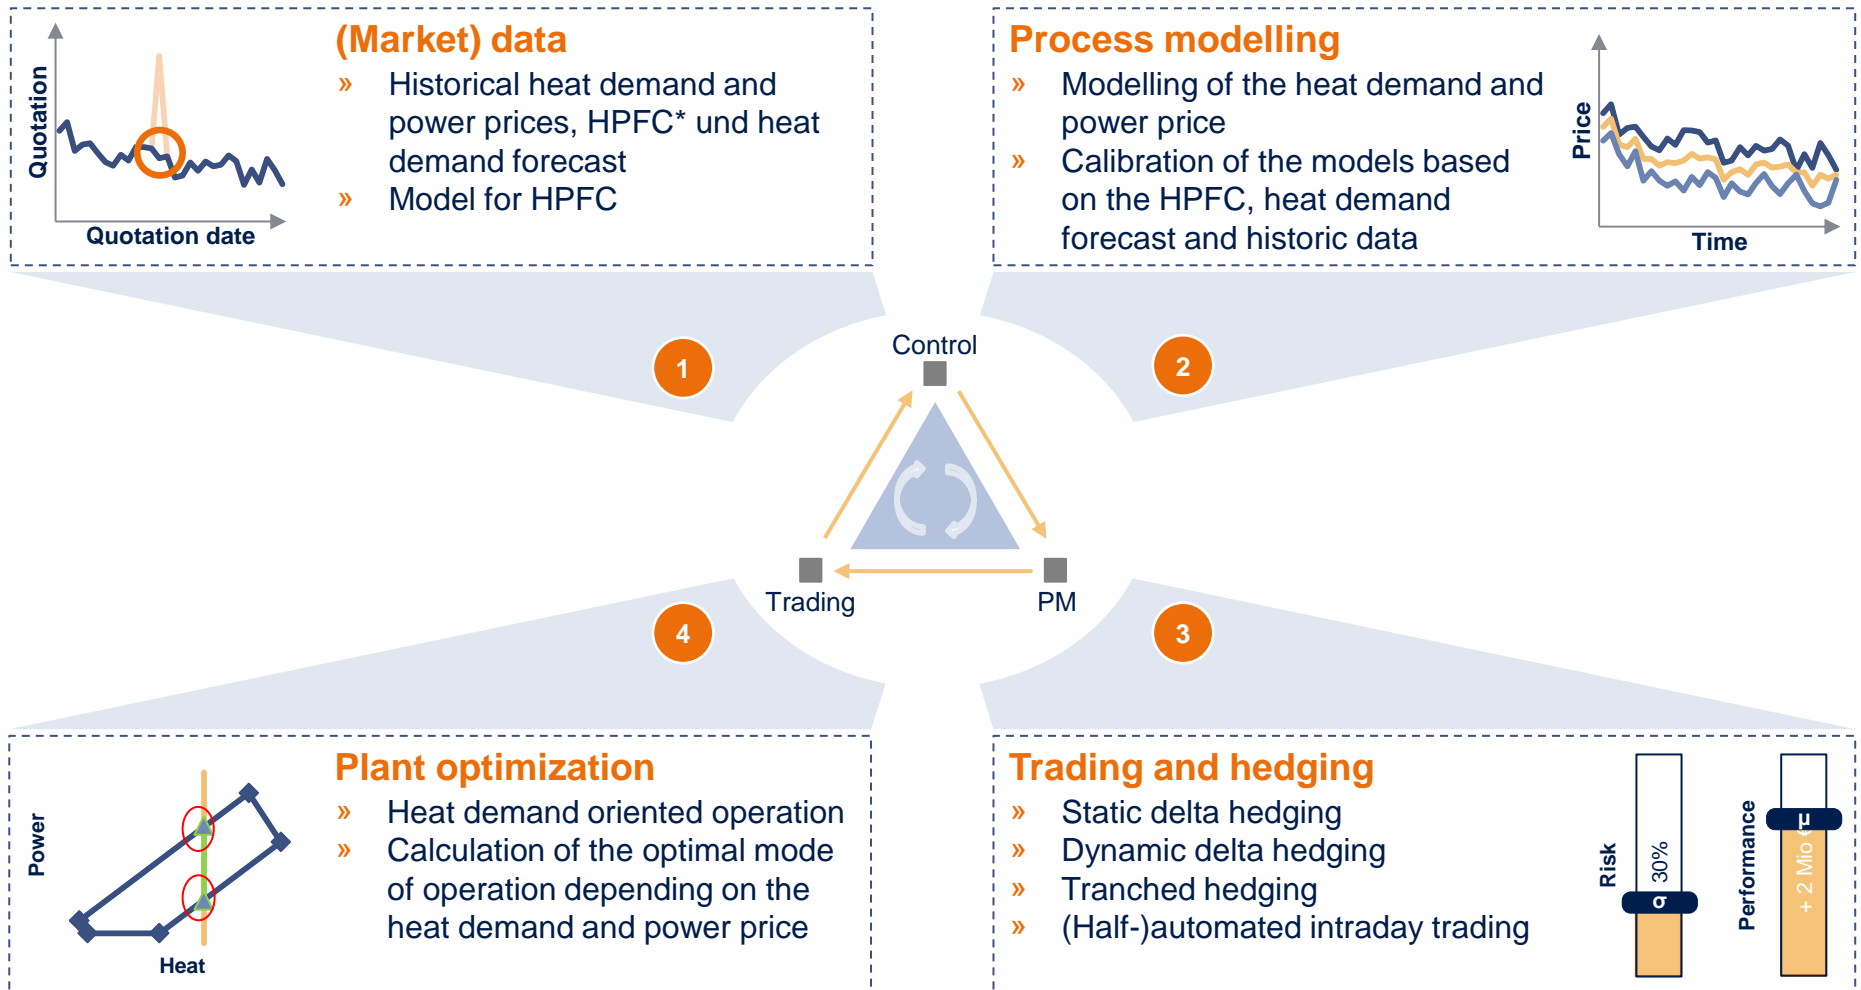 (Market) data
» Historical heat demand and
power prices, HPFC* und heat
demand forecast
» Model for HPFC
Quotation
Quotation date
Process modelling
» Modelling of the heat demand and
power price
» Calibration of the models based
on the HPFC, heat demand
forecast and historic data
Price
Time
1
2
Control
Trading
PM
4
3
Plant optimization
» Heat demand oriented operation
» Calculation of the optimal mode
of operation depending on the
heat demand and power price
Power
Heat
Trading and hedging
» Static delta hedging
» Dynamic delta hedging
» Tranched hedging
» (Half-)automated intraday trading
Risk
30%
σ
Performance
μ
+ 2 Mio €